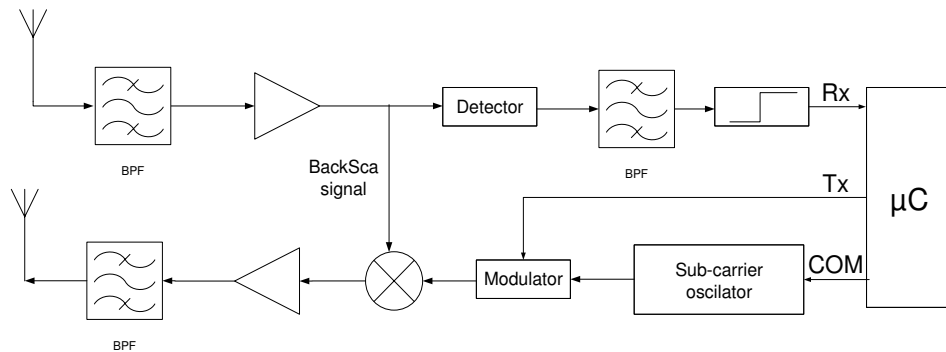 Rx
Detector
BPF
BPF
BackSca
signal
Tx
µC
COM
Modulator
Sub-carrier
oscilator
BPF